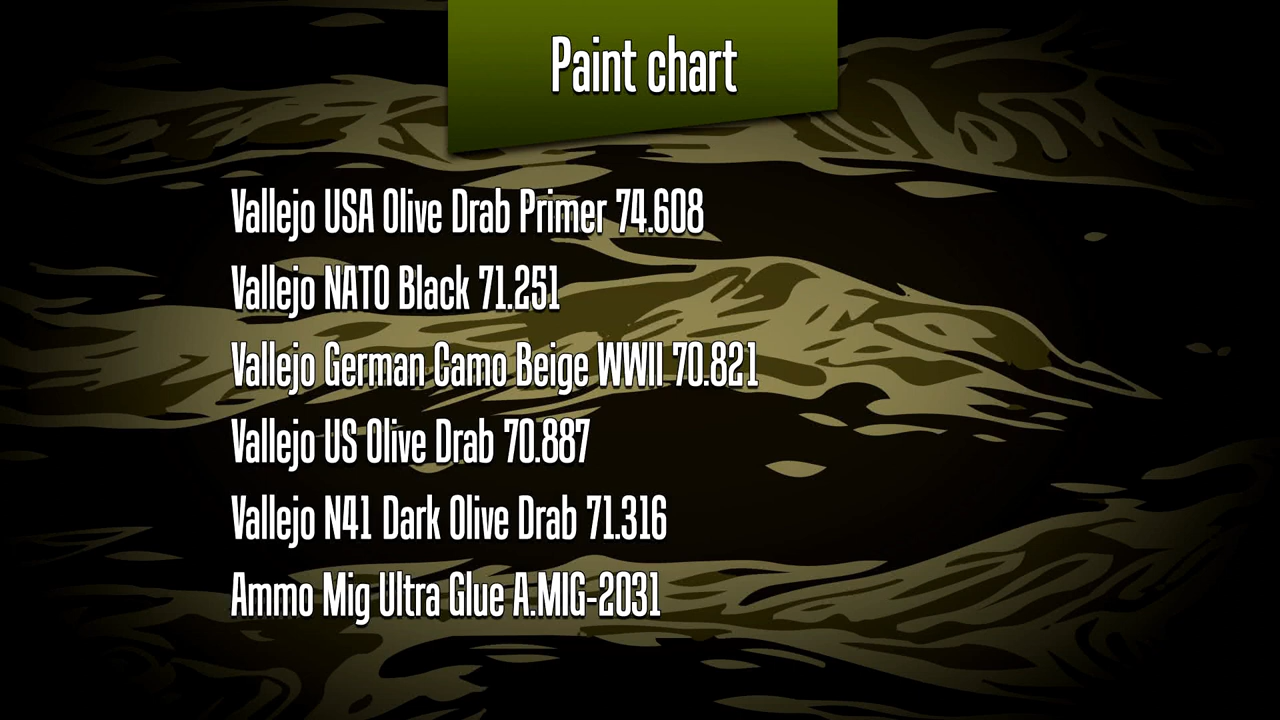 Paint chart
Vallejo USA Olive Drab Primer 74.608
Vallejo NATO Black 71.251
Vallejo German Camo Beige WWII 70.821
Vallejo US Olive Drab 70.887
Vallejo N41 Dark Olive Drab 71.316
Ammo Mig Ultra Glue A.MIG-2031